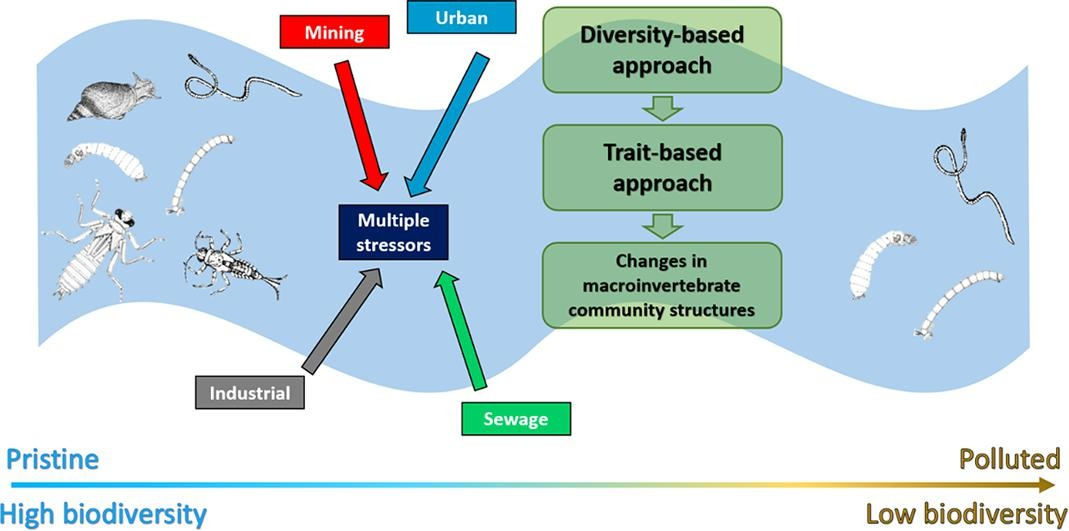 Mining
Urban
Diversity-based
approach
Trait-based
approach
Multiple
stressors
Changes in
macroinvertebrate
community structures
Industrial
Sewage
Pristine
Polluted
High biodiversity
Low biodiversity